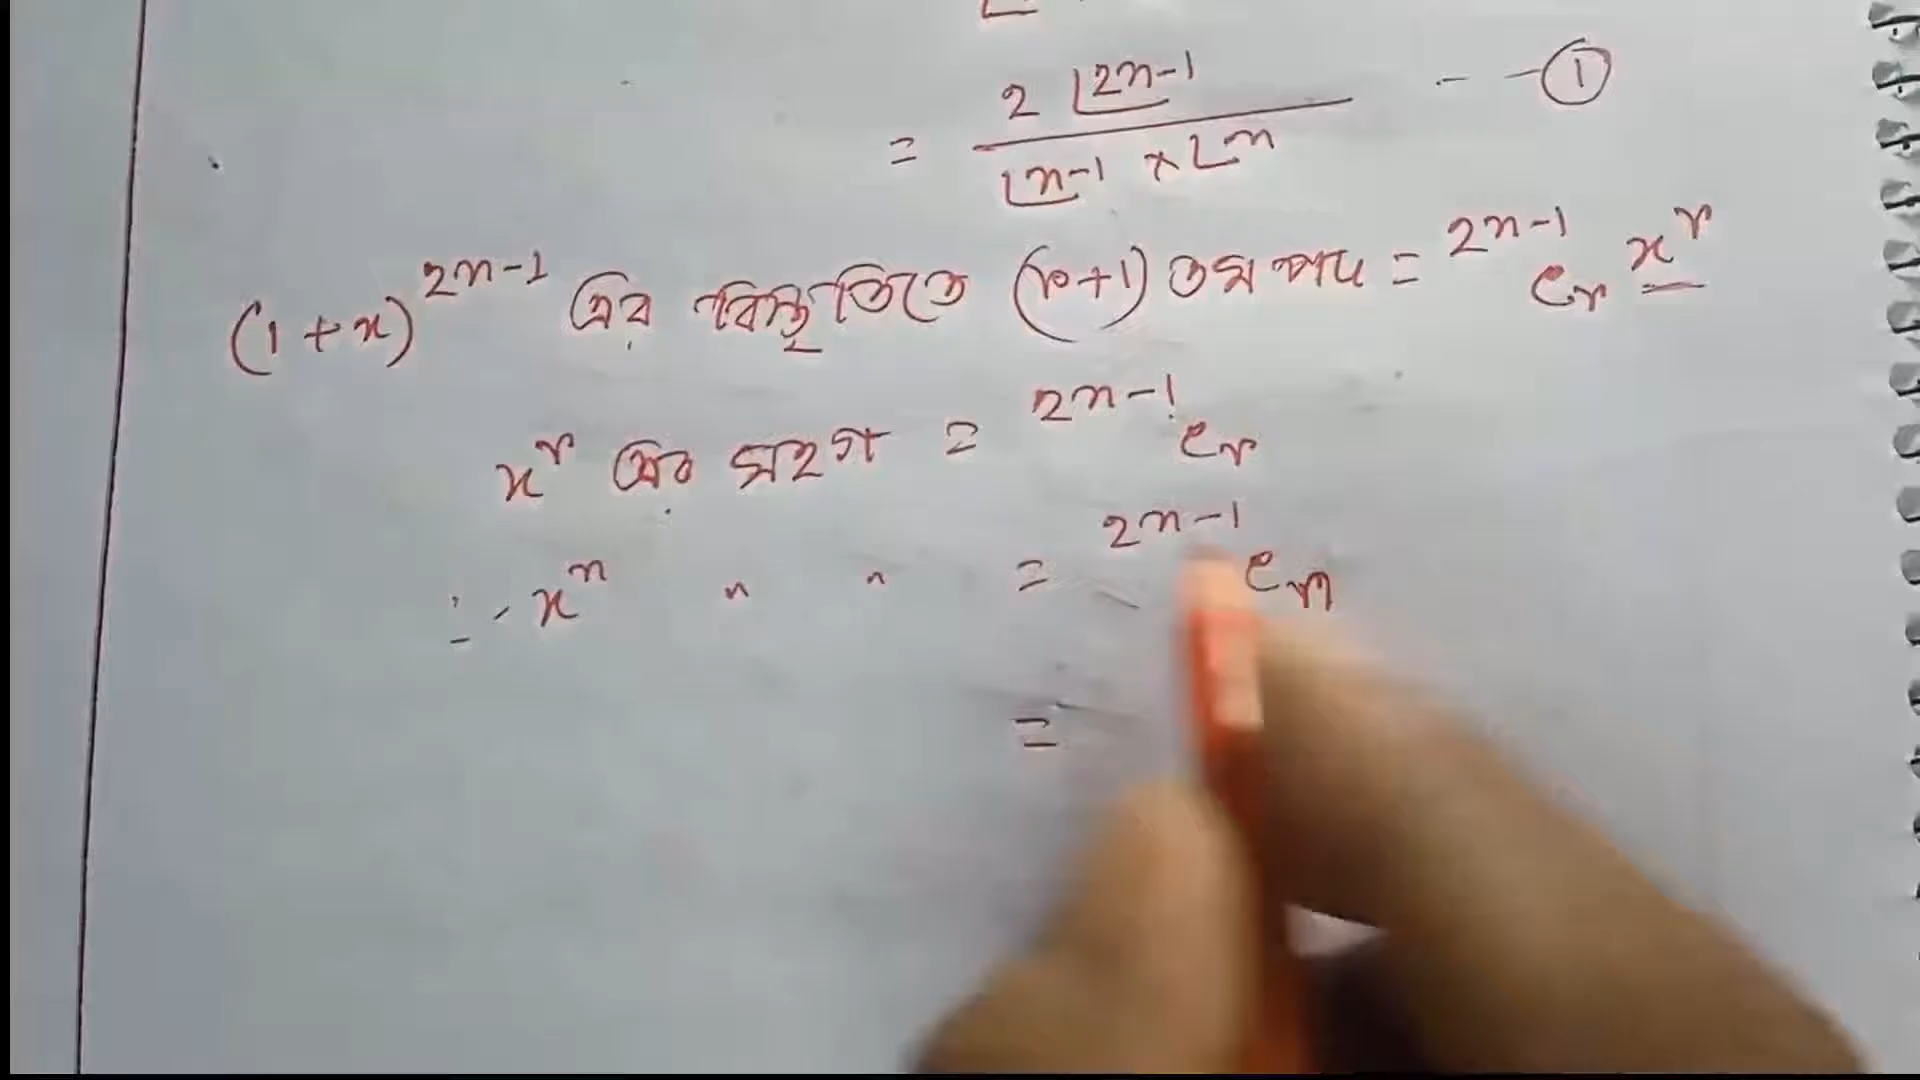 = 2 ⌊2n-1 / ⌊n-1 × ⌊n - - ①
(1+x)^2n-1 এর বিস্তৃতিতে (r+1) তম পদ = ^2n-1 C_r x^r
x^r এর সহগ = ^2n-1 C_r
∴ x^n " " = ^2n-1 C_n
=